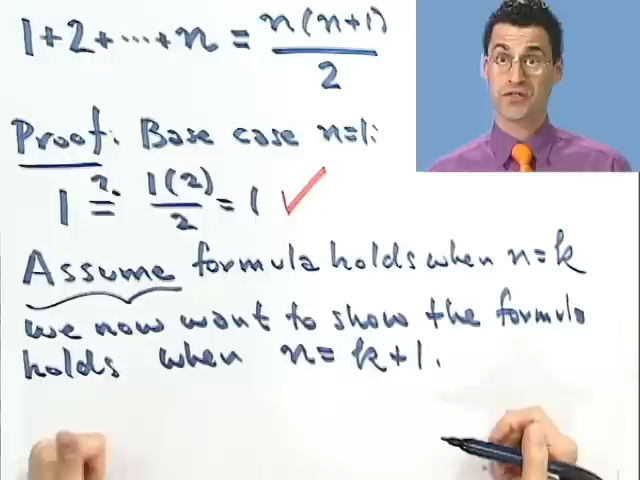 1+2+...+n = n(n+1)/2
Proof: Base case n=1:
1 ?= 1(2)/2 = 1 ✓
Assume formula holds when n=k
we now want to show the formula
holds when n= k+1.